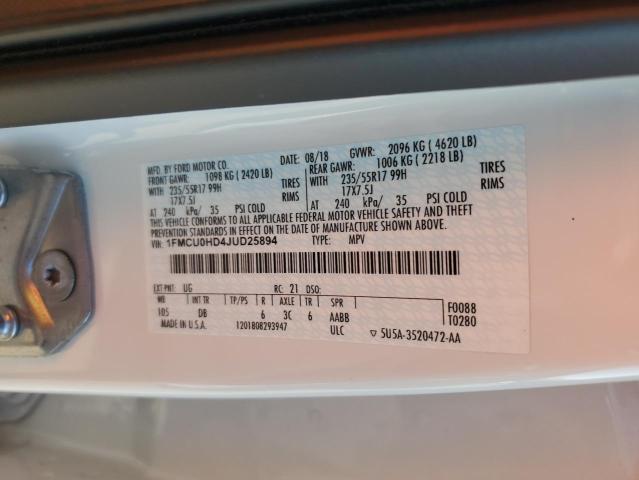 MFD. BY FORD MOTOR CO.
DATE: 08/18 GVWR: 2096 KG ( 4620 LB)
FRONT GAWR: 1098 KG ( 2420 LB) REAR GAWR: 1006 KG ( 2218 LB)
WITH 235/55R17 99H TIRES WITH 235/55R17 99H TIRES
17X7.5J RIMS 17X7.5J RIMS
AT 240 kPa/ 35 PSI COLD AT 240 kPa/ 35 PSI COLD
THIS VEHICLE CONFORMS TO ALL APPLICABLE FEDERAL MOTOR VEHICLE SAFETY AND THEFT
PREVENTION STANDARDS IN EFFECT ON THE DATE OF MANUFACTURE SHOWN ABOVE.
VIN: 1FMCU0HD4JUD25894 TYPE: MPV
EXT PNT: UG RC: 21 DSO:
WB INT TR TP/PS R AXLE TR SPR F0088
105 DB 6 3C 6 AABB T0280
MADE IN U.S.A. 1201808293947 ULC ▽ 5U5A-3520472-AA